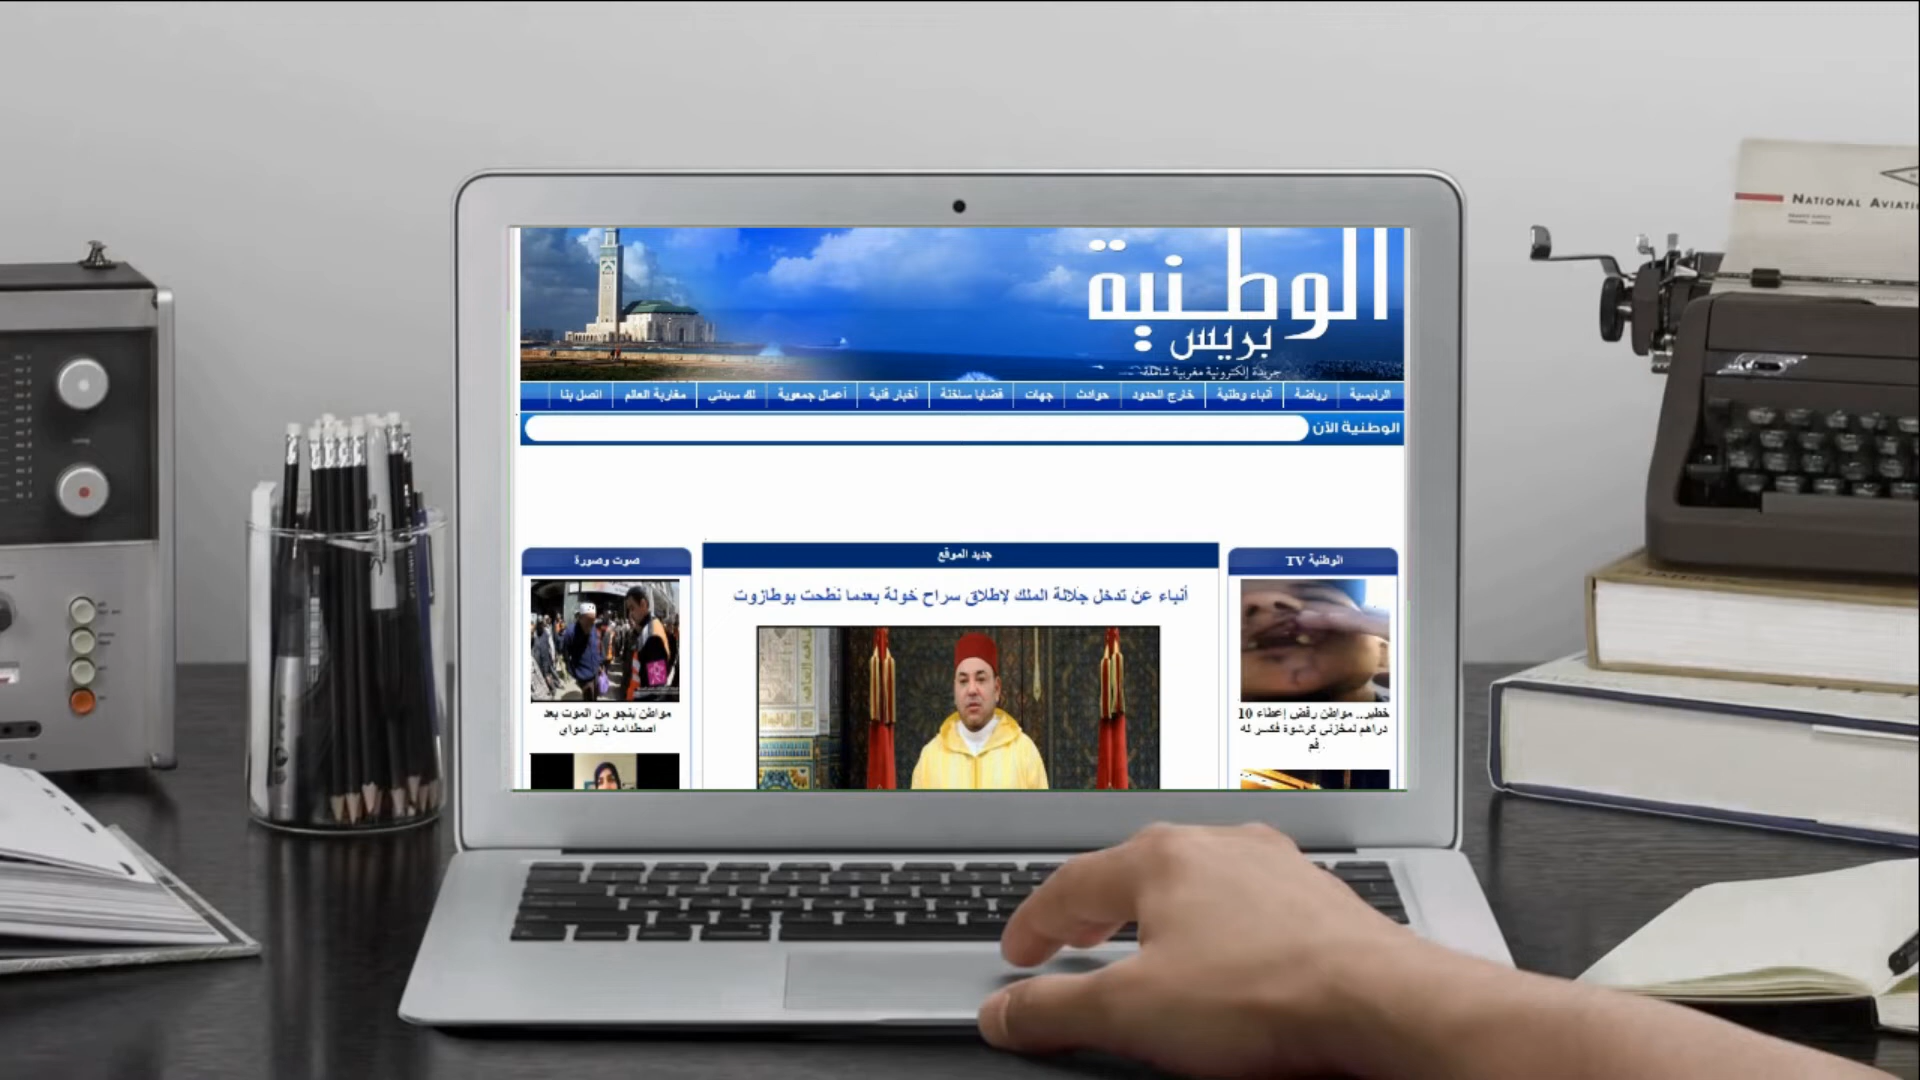 الوطنية
بريس
جريدة إلكترونية مغربية شاملة
الرئيسية رياضة أنباء وطنية خارج الحدود حوادث جهات قضايا ساخنة أخبار فنية أعمال جمعوية لك سيدتي مغاربة العالم اتصل بنا
الوطنية الآن
الوطنية TV
جديد الموقع
صوت وصورة
أنباء عن تدخل جلالة الملك لإطلاق سراح خولة بعدما نطحت بوطازوت
خطير.. مواطن رفض إعطاء 10
دراهم لمخزني كرشوة فكسر له
فم
مواطن ينجو من الموت بعد
اصطدامه بالترامواي
NATIONAL AVIATI